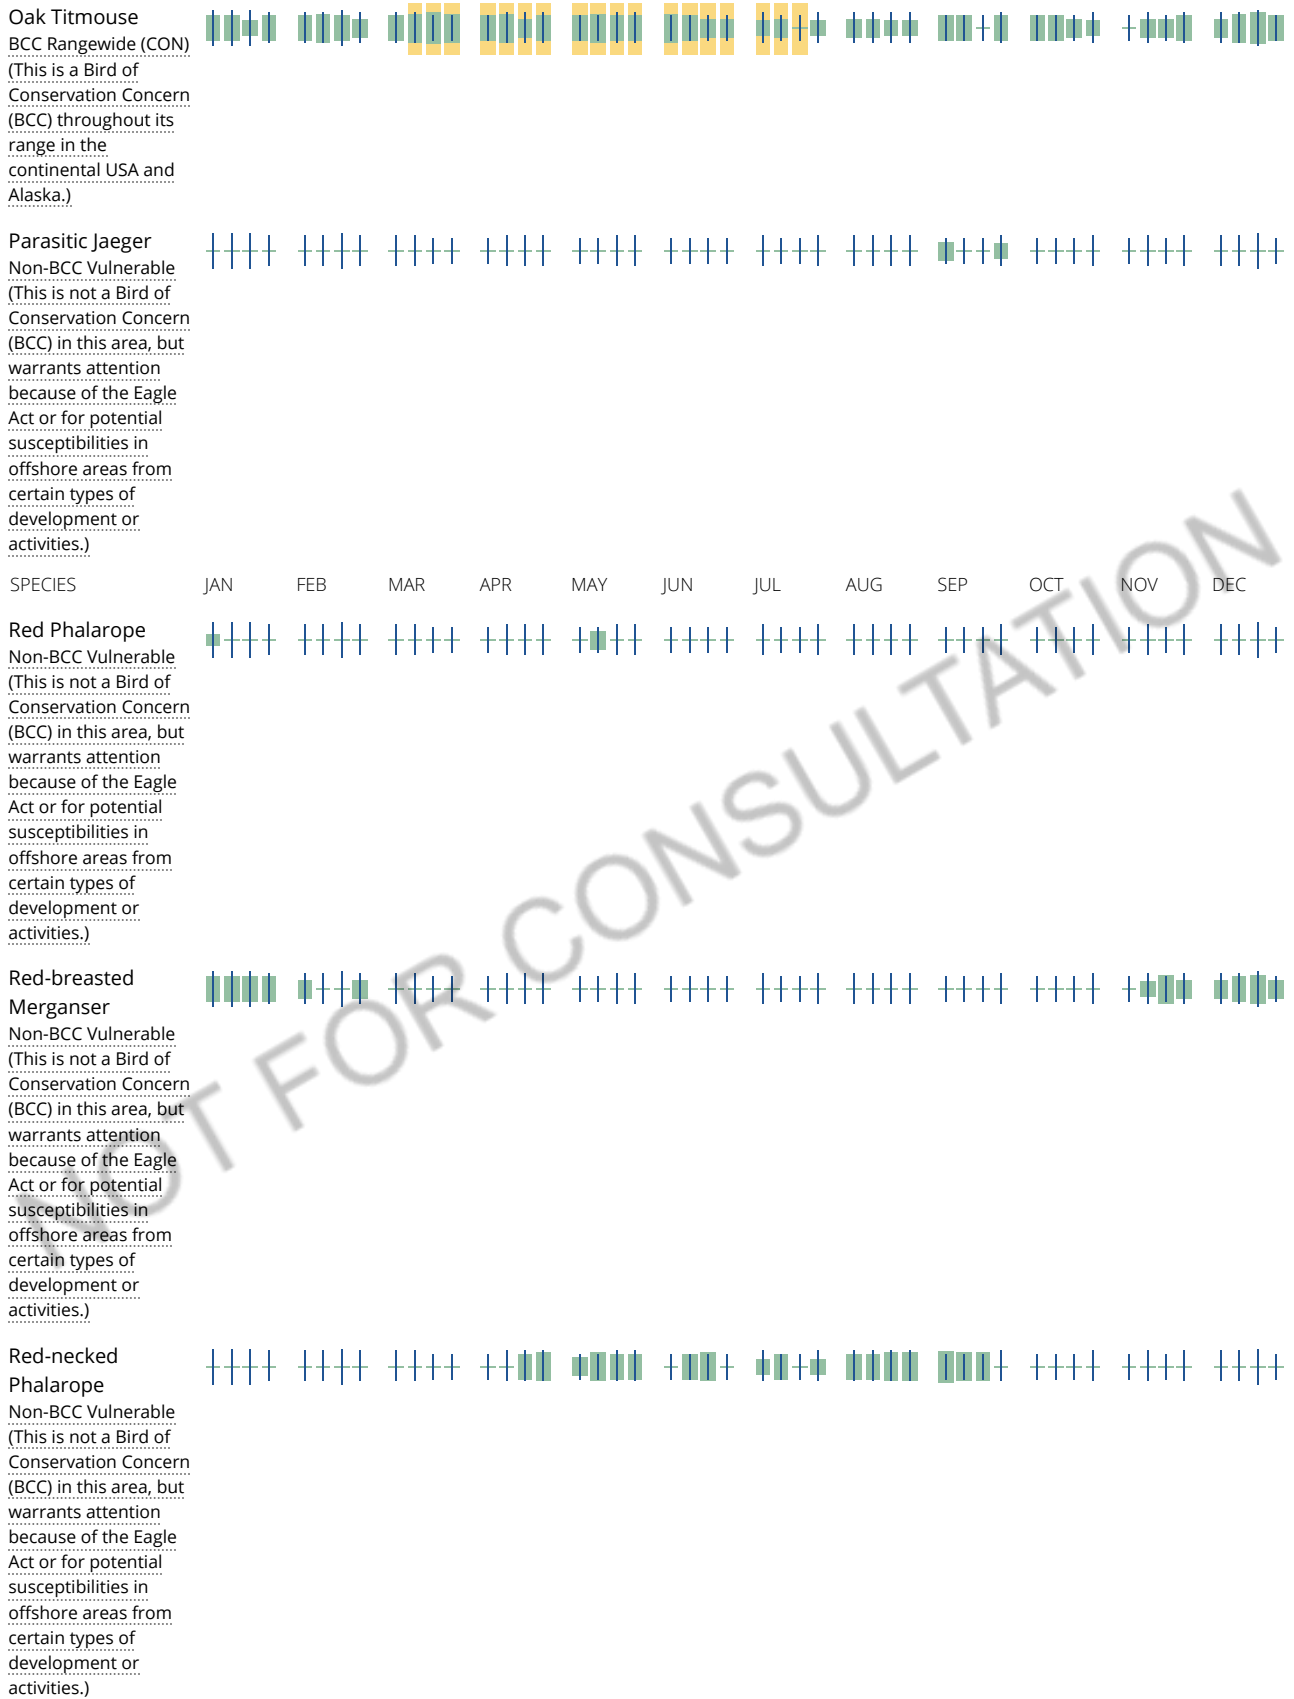 Oak Titmouse
BCC Rangewide (CON)
(This is a Bird of
Conservation Concern
(BCC) throughout its
range in the
continental USA and
Alaska.)
Parasitic Jaeger
Non-BCC Vulnerable
(This is not a Bird of
Conservation Concern
(BCC) in this area, but
warrants attention
because of the Eagle
Act or for potential
susceptibilities in
offshore areas from
certain types of
development or
activities.)
SPECIES JAN FEB MAR APR MAY JUN JUL AUG SEP OCT NOV DEC
Red Phalarope
Non-BCC Vulnerable
(This is not a Bird of
Conservation Concern
(BCC) in this area, but
warrants attention
because of the Eagle
Act or for potential
susceptibilities in
offshore areas from
certain types of
development or
activities.)
Red-breasted
Merganser
Non-BCC Vulnerable
(This is not a Bird of
Conservation Concern
(BCC) in this area, but
warrants attention
because of the Eagle
Act or for potential
susceptibilities in
offshore areas from
certain types of
development or
activities.)
Red-necked
Phalarope
Non-BCC Vulnerable
(This is not a Bird of
Conservation Concern
(BCC) in this area, but
warrants attention
because of the Eagle
Act or for potential
susceptibilities in
offshore areas from
certain types of
development or
activities.)
NOT FOR CONSULTATION